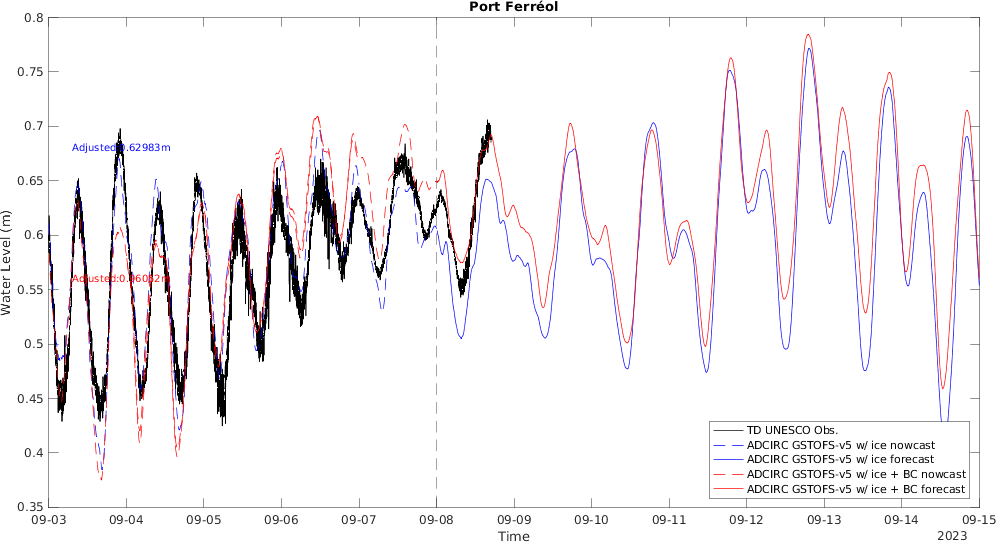 Port Ferréol
0.8
0.75
0.7
0.65
0.6
0.55
0.5
0.45
0.4
0.35
Water Level (m)
Adjusted:0.62983m
TD UNESCO Obs.
ADCIRC GSTOFS-v5 w/ ice nowcast
ADCIRC GSTOFS-v5 w/ ice forecast
ADCIRC GSTOFS-v5 w/ ice + BC nowcast
ADCIRC GSTOFS-v5 w/ ice + BC forecast
09-03 09-04 09-05 09-06 09-07 09-08 09-09 09-10 09-11 09-12 09-13 09-14 09-15
Time
2023